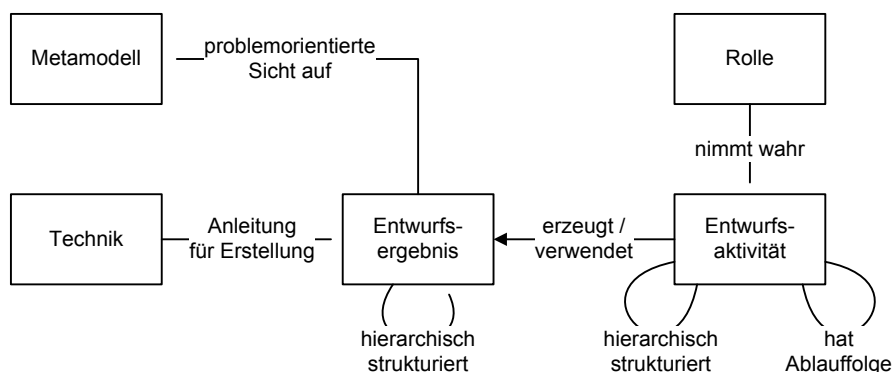 Metamodell
problemorientierte
Sicht auf
Rolle
nimmt wahr
Technik
Anleitung
für Erstellung
Entwurfs-
ergebnis
erzeugt /
verwendet
Entwurfs-
aktivität
hierarchisch
strukturiert
hierarchisch
strukturiert
hat
Ablauffolge